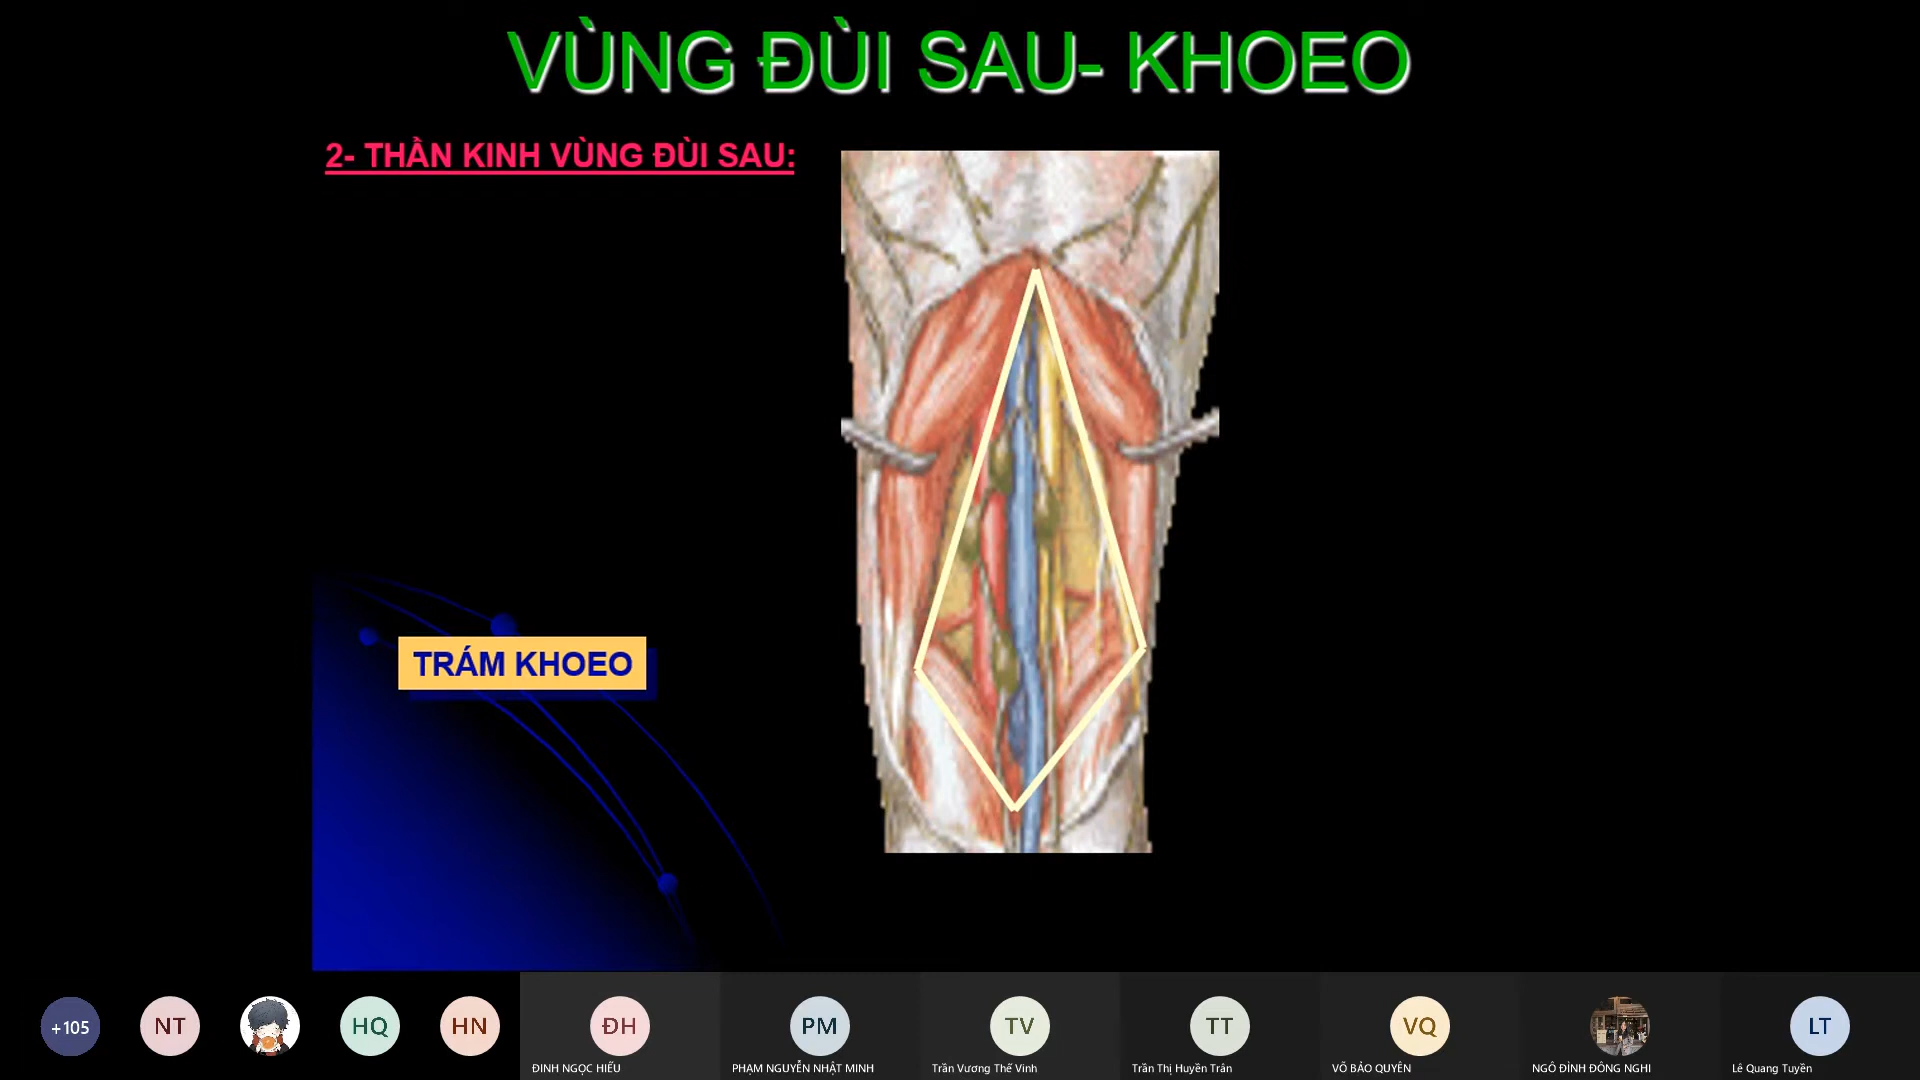 VÙNG ĐÙI SAU- KHOEO
2- THẦN KINH VÙNG ĐÙI SAU:
TRÁM KHOEO
+105
NT
HQ
HN
ĐH
PM
TV
TT
VQ
LT
ĐINH NGỌC HIẾU
PHẠM NGUYỄN NHẬT MINH
Trần Vương Thế Vinh
Trần Thị Huyền Trân
VÕ BẢO QUYÊN
NGÔ ĐÌNH ĐÔNG NGHI
Lê Quang Tuyền